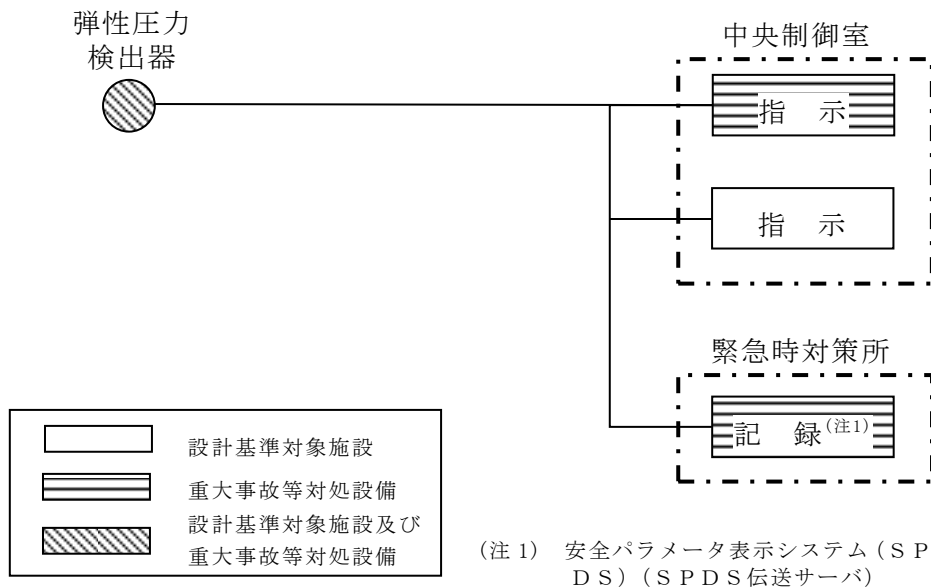 弾性圧力
検出器
中央制御室
指　示
指　示
緊急時対策所
記　録(注1)
設計基準対象施設
重大事故等対処設備
設計基準対象施設及び
重大事故等対処設備
(注 1)　安全パラメータ表示システム（ＳＰ
ＤＳ）（ＳＰＤＳ伝送サーバ）